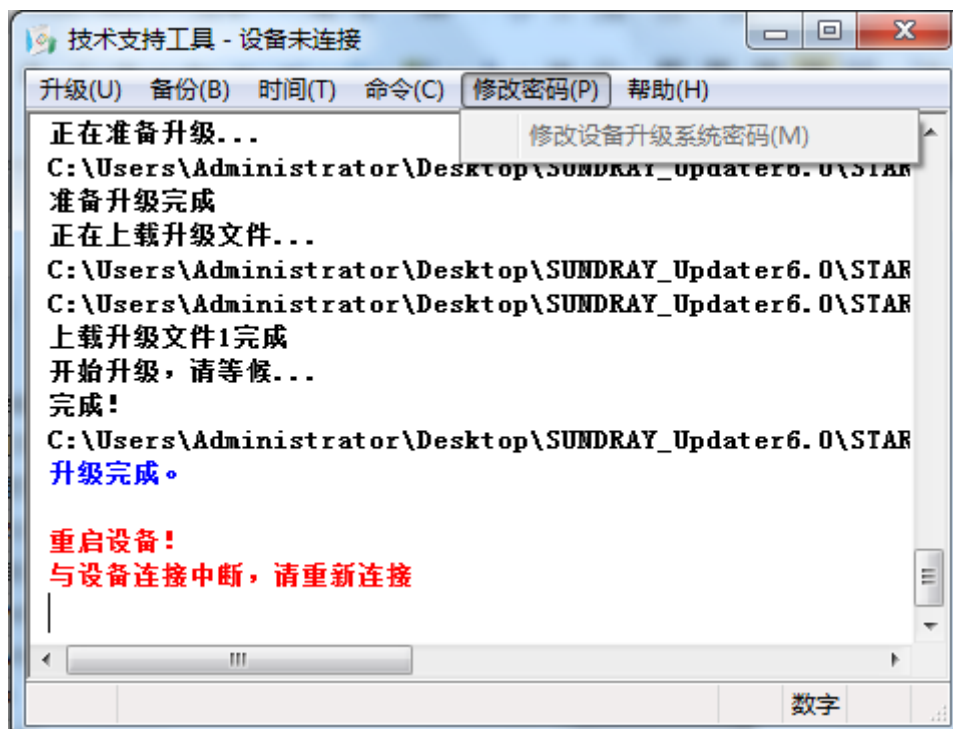 技术支持工具 - 设备未连接
升级(U) 备份(B) 时间(T) 命令(C) 修改密码(P) 帮助(H)
修改设备升级系统密码(M)
正在准备升级...
C:\Users\Administrator\Desktop\SUNDRAY_Updater6.0\STAR
准备升级完成
正在上载升级文件...
C:\Users\Administrator\Desktop\SUNDRAY_Updater6.0\STAR
C:\Users\Administrator\Desktop\SUNDRAY_Updater6.0\STAR
上载升级文件1完成
开始升级，请等候...
完成！
C:\Users\Administrator\Desktop\SUNDRAY_Updater6.0\STAR
升级完成。
重启设备！
与设备连接中断，请重新连接
数字